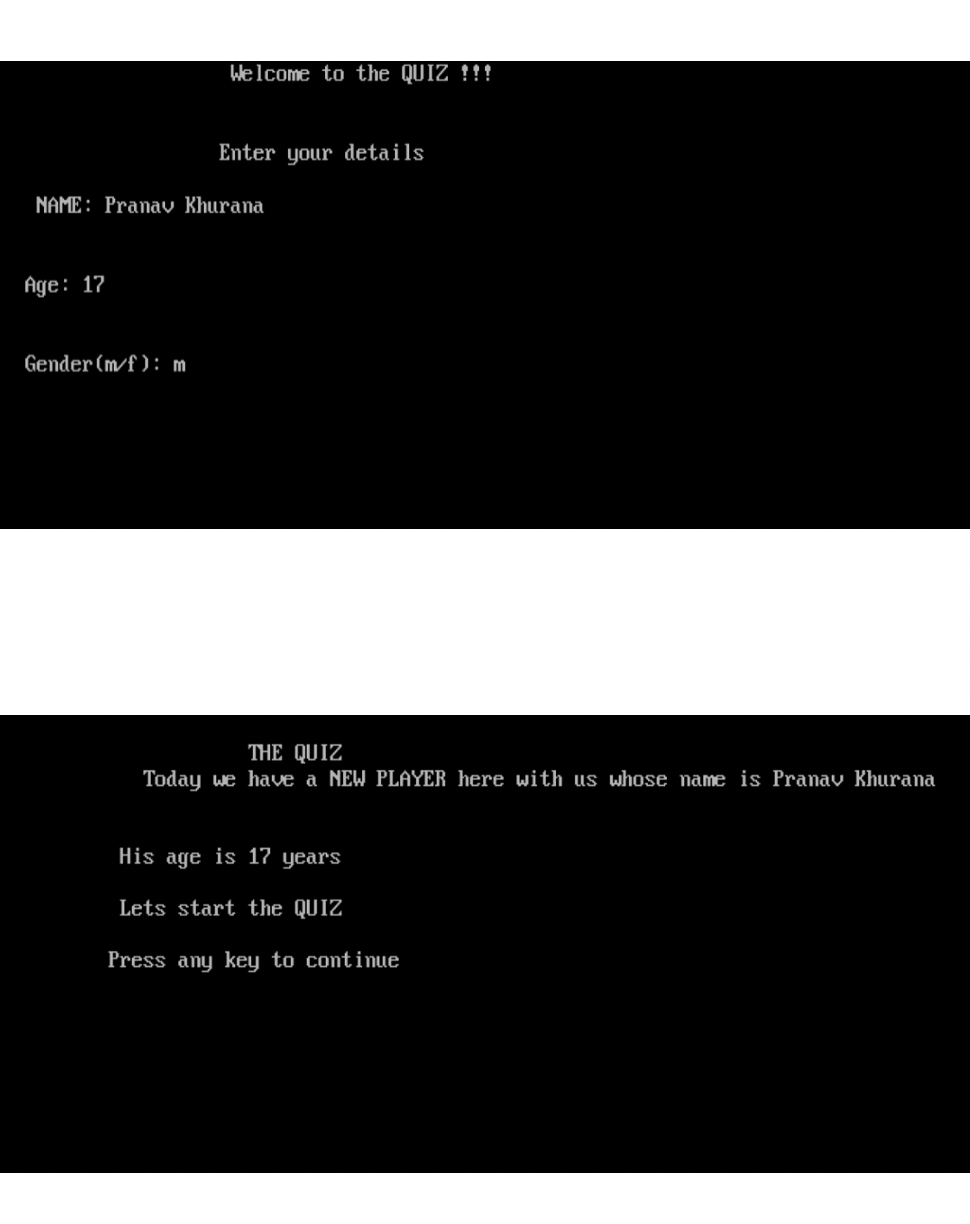 Welcome to the QUIZ !!!
Enter your details
NAME: Pranav Khurana
Age: 17
Gender(m/f): m
THE QUIZ
Today we have a NEW PLAYER here with us whose name is Pranav Khurana
His age is 17 years
Lets start the QUIZ
Press any key to continue